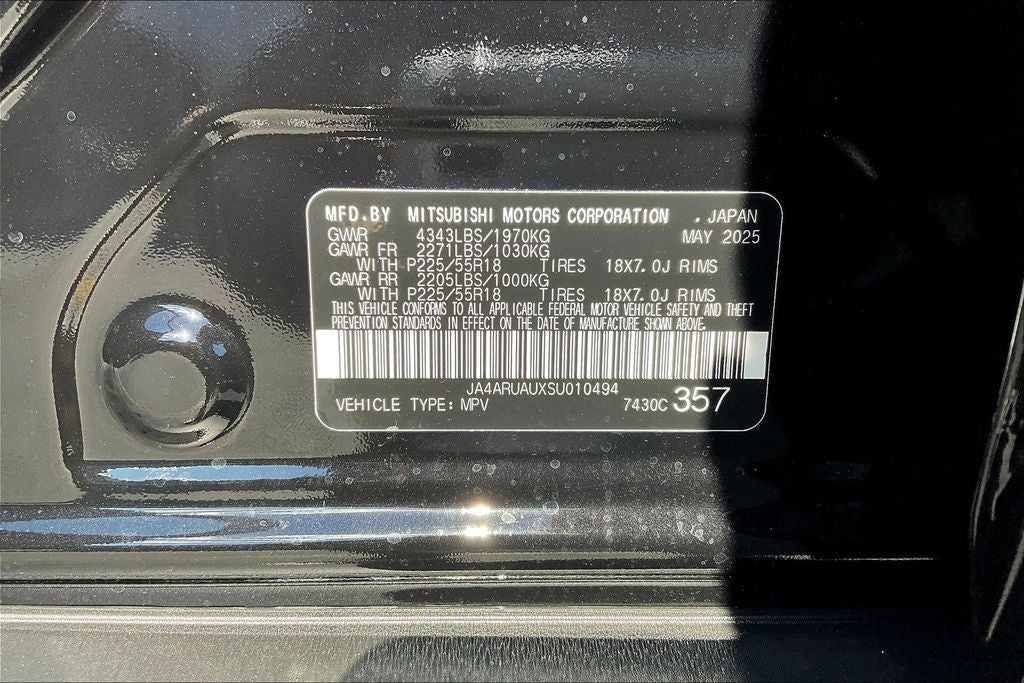 MFD.BY MITSUBISHI MOTORS CORPORATION . JAPAN
GVWR 4343LBS/1970KG MAY 2025
GAWR FR 2271LBS/1030KG
WITH P225/55R18 TIRES 18X7.0J RIMS
GAWR RR 2205LBS/1000KG
WITH P225/55R18 TIRES 18X7.0J RIMS
THIS VEHICLE CONFORMS TO ALL APPLICABLE FEDERAL MOTOR VEHICLE SAFETY AND THEFT
PREVENTION STANDARDS IN EFFECT ON THE DATE OF MANUFACTURE SHOWN ABOVE.
JA4ARUAUXSU010494
VEHICLE TYPE: MPV 7430C 357